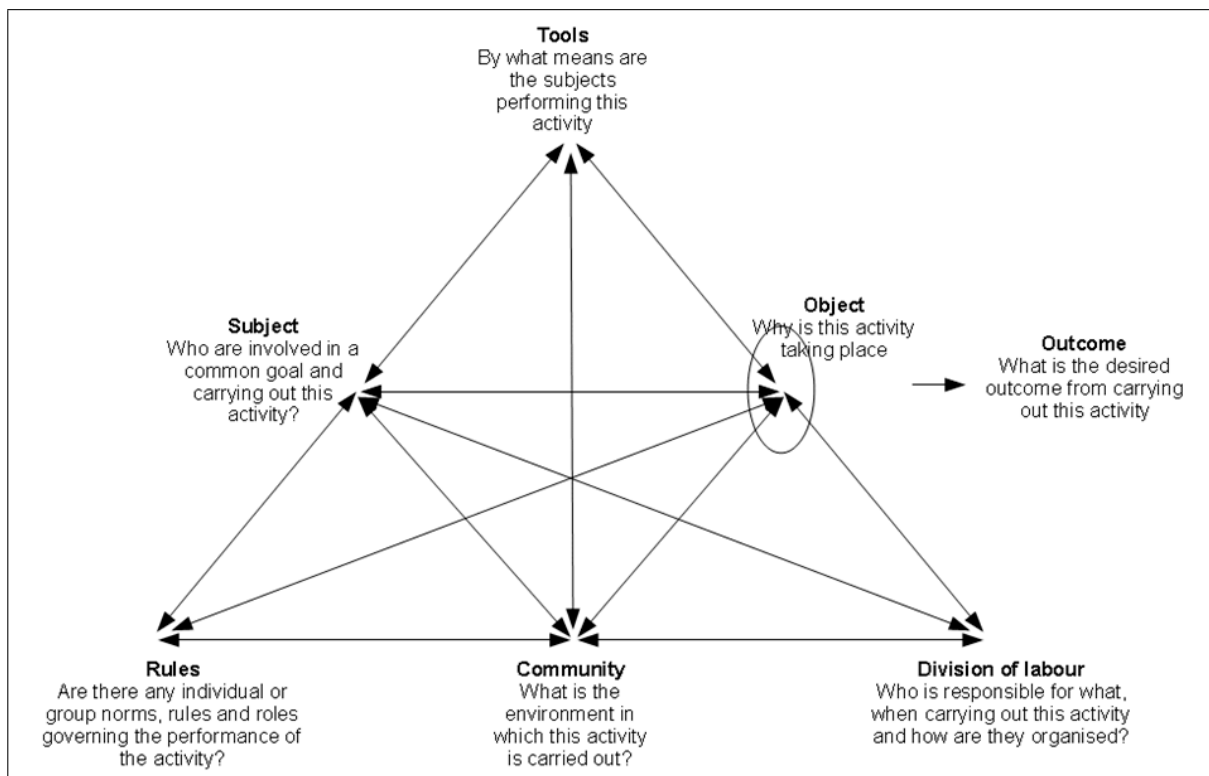 Tools
By what means are
the subjects
performing this
activity
Subject
Who are involved in a
common goal and
carrying out this
activity?
Object
Why is this activity
taking place
Outcome
What is the desired
outcome from carrying
out this activity
Rules
Are there any individual or
group norms, rules and roles
governing the performance of
the activity?
Community
What is the
environment in
which this activity
is carried out?
Division of labour
Who is responsible for what,
when carrying out this activity
and how are they organised?